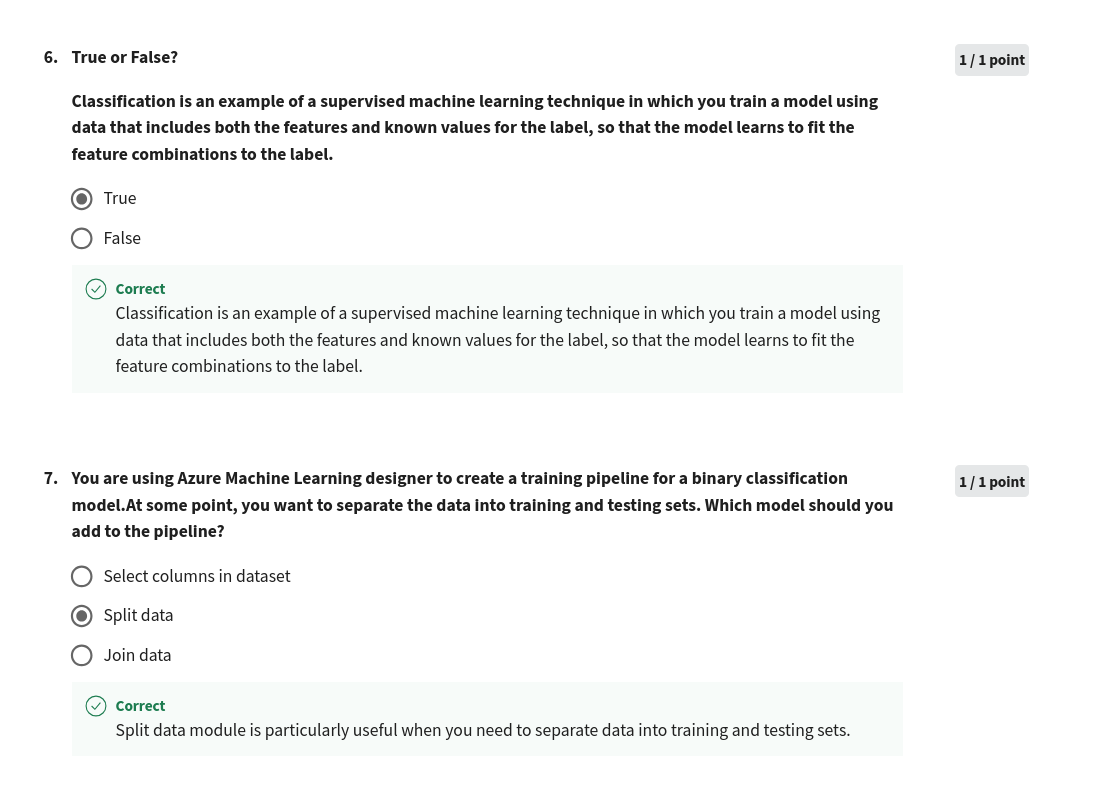 6. True or False?
1 / 1 point
Classification is an example of a supervised machine learning technique in which you train a model using
data that includes both the features and known values for the label, so that the model learns to fit the
feature combinations to the label.
True
False
Correct
Classification is an example of a supervised machine learning technique in which you train a model using
data that includes both the features and known values for the label, so that the model learns to fit the
feature combinations to the label.
7. You are using Azure Machine Learning designer to create a training pipeline for a binary classification
1 / 1 point
model.At some point, you want to separate the data into training and testing sets. Which model should you
add to the pipeline?
Select columns in dataset
Split data
Join data
Correct
Split data module is particularly useful when you need to separate data into training and testing sets.